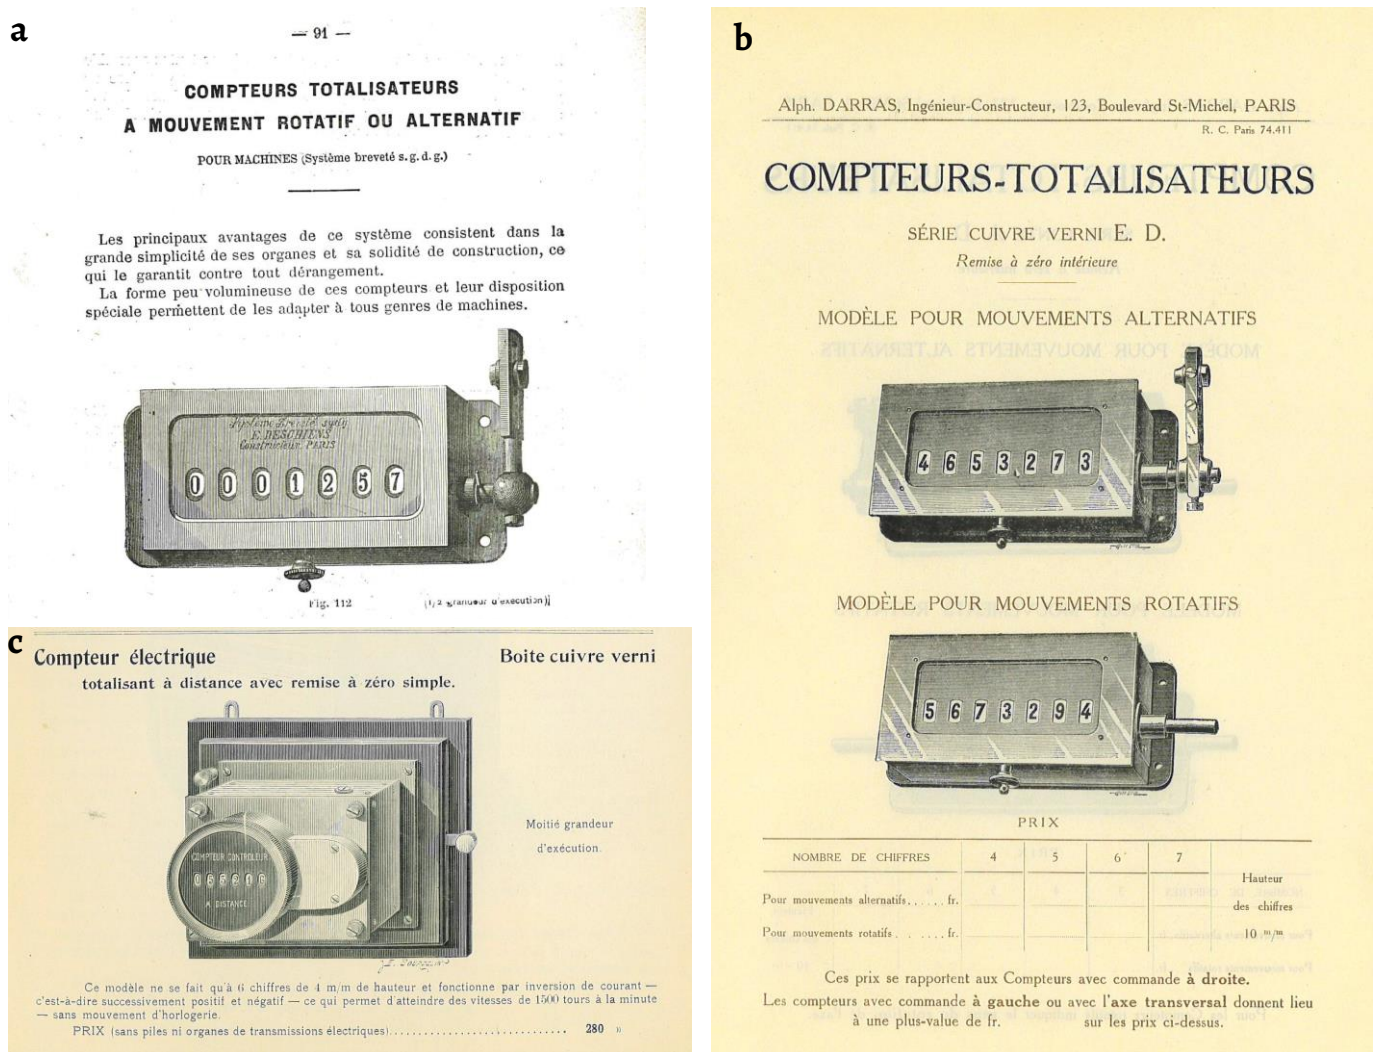 a
— 91 —
COMPTEURS TOTALISATEURS
A MOUVEMENT ROTATIF OU ALTERNATIF
POUR MACHINES (Système breveté s. g. d. g.)
Les principaux avantages de ce système consistent dans la
grande simplicité de ses organes et sa solidité de construction, ce
qui le garantit contre tout dérangement.
La forme peu volumineuse de ces compteurs et leur disposition
spéciale permettent de les adapter à tous genres de machines.
Système Breveté sgdg
E. DESCHIENS
Constructeur PARIS
0 0 0 1 2 5 7
Fig. 112
(1/2 grandeur d'exécution)
b
Alph. DARRAS, Ingénieur-Constructeur, 123, Boulevard St-Michel, PARIS
R. C. Paris 74.411
COMPTEURS-TOTALISATEURS
SÉRIE CUIVRE VERNI E. D.
Remise à zéro intérieure
MODÈLE POUR MOUVEMENTS ALTERNATIFS
4 6 5 3 2 7 3
MODÈLE POUR MOUVEMENTS ROTATIFS
5 6 7 3 2 9 4
PRIX
NOMBRE DE CHIFFRES 4 5 6 7
Hauteur
des chiffres
10 m/m
Pour mouvements alternatifs. . . . . . fr.
Pour mouvements rotatifs . . . . . . fr.
Ces prix se rapportent aux Compteurs avec commande à droite.
Les compteurs avec commande à gauche ou avec l'axe transversal donnent lieu
à une plus-value de fr. sur les prix ci-dessus.
c
Compteur électrique
Boite cuivre verni
totalisant à distance avec remise à zéro simple.
COMPTEUR CONTROLEUR
A DISTANCE
Moitié grandeur
d'exécution.
Ce modèle ne se fait qu'à 6 chiffres de 4 m/m de hauteur et fonctionne par inversion de courant —
c'est-à-dire successivement positif et négatif — ce qui permet d'atteindre des vitesses de 1500 tours à la minute
— sans mouvement d'horlogerie.
PRIX (sans piles ni organes de transmissions électriques)............................ 280 »